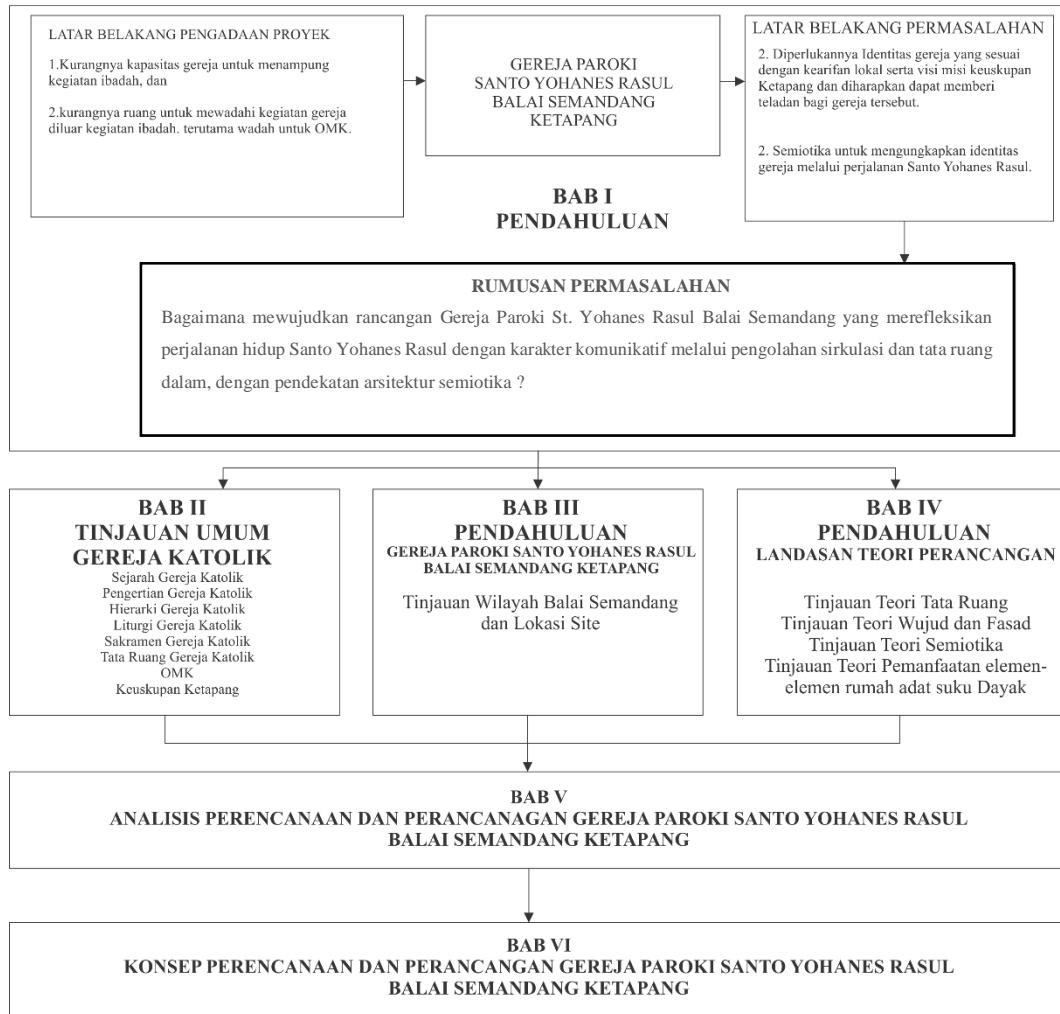 LATAR BELAKANG PENGADAAN PROYEK
1.Kurangnya kapasitas gereja untuk menampung
kegiatan ibadah, dan
2.kurangnya ruang untuk mewadahi kegiatan gereja
diluar kegiatan ibadah. terutama wadah untuk OMK.
GEREJA PAROKI
SANTO YOHANES RASUL
BALAI SEMANDANG
KETAPANG
LATAR BELAKANG PERMASALAHAN
2. Diperlukannya Identitas gereja yang sesuai
dengan kearifan lokal serta visi misi keuskupan
Ketapang dan diharapkan dapat memberi
teladan bagi gereja tersebut.
2. Semiotika untuk mengungkapkan identitas
gereja melalui perjalanan Santo Yohanes Rasul.
BAB I
PENDAHULUAN
RUMUSAN PERMASALAHAN
Bagaimana mewujudkan rancangan Gereja Paroki St. Yohanes Rasul Balai Semandang yang merefleksikan
perjalanan hidup Santo Yohanes Rasul dengan karakter komunikatif melalui pengolahan sirkulasi dan tata ruang
dalam, dengan pendekatan arsitektur semiotika ?
BAB II
TINJAUAN UMUM
GEREJA KATOLIK
Sejarah Gereja Katolik
Pengertian Gereja Katolik
Hierarki Gereja Katolik
Liturgi Gereja Katolik
Sakramen Gereja Katolik
Tata Ruang Gereja Katolik
OMK
Keuskupan Ketapang
BAB III
PENDAHULUAN
GEREJA PAROKI SANTO YOHANES RASUL
BALAI SEMANDANG KETAPANG
Tinjauan Wilayah Balai Semandang
dan Lokasi Site
BAB IV
PENDAHULUAN
LANDASAN TEORI PERANCANGAN
Tinjauan Teori Tata Ruang
Tinjauan Teori Wujud dan Fasad
Tinjauan Teori Semiotika
Tinjauan Teori Pemanfaatan elemen-
elemen rumah adat suku Dayak
BAB V
ANALISIS PERENCANAAN DAN PERANCANAGAN GEREJA PAROKI SANTO YOHANES RASUL
BALAI SEMANDANG KETAPANG
BAB VI
KONSEP PERENCANAAN DAN PERANCANGAN GEREJA PAROKI SANTO YOHANES RASUL
BALAI SEMANDANG KETAPANG